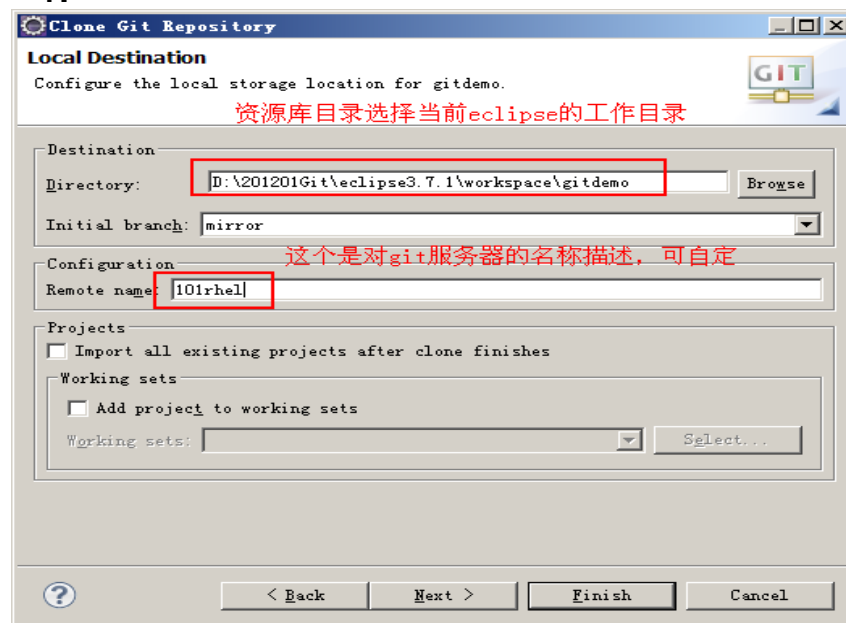 Clone Git Repository
Local Destination
Configure the local storage location for gitdemo.
GIT
资源库目录选择当前eclipse的工作目录
Destination
Directory: D:\201201Git\eclipse3.7.1\workspace\gitdemo Browse
Initial branch: mirror
这个是对git服务器的名称描述，可自定
Configuration
Remote name: 101rhel
Projects
Import all existing projects after clone finishes
Working sets
Add project to working sets
Working sets: Select...
? < Back Next > Finish Cancel